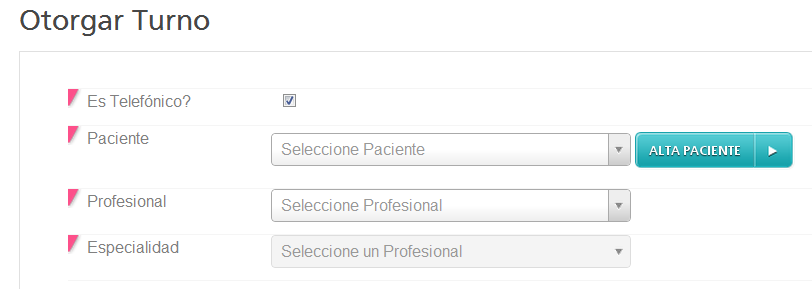 Otorgar Turno
Es Telefónico?
Paciente
Seleccione Paciente
ALTA PACIENTE
Profesional
Seleccione Profesional
Especialidad
Seleccione un Profesional